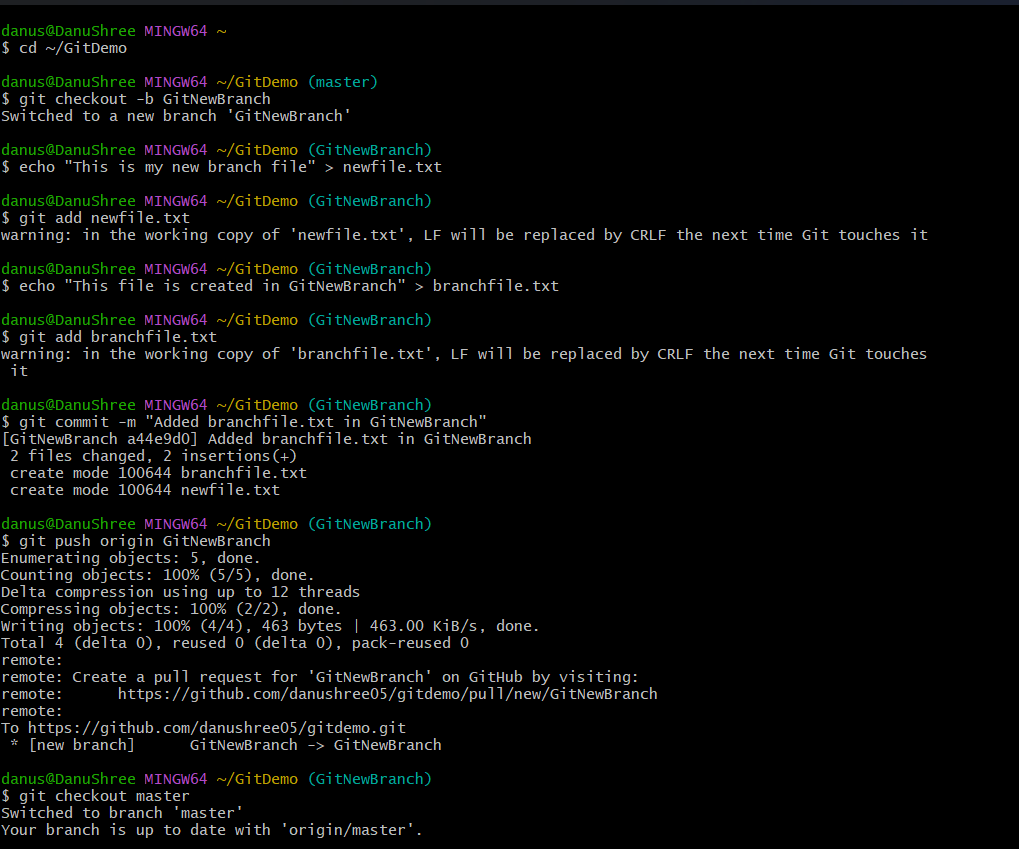 danus@DanuShree MINGW64 ~
$ cd ~/GitDemo
danus@DanuShree MINGW64 ~/GitDemo (master)
$ git checkout -b GitNewBranch
Switched to a new branch 'GitNewBranch'
danus@DanuShree MINGW64 ~/GitDemo (GitNewBranch)
$ echo "This is my new branch file" > newfile.txt
danus@DanuShree MINGW64 ~/GitDemo (GitNewBranch)
$ git add newfile.txt
warning: in the working copy of 'newfile.txt', LF will be replaced by CRLF the next time Git touches it
danus@DanuShree MINGW64 ~/GitDemo (GitNewBranch)
$ echo "This file is created in GitNewBranch" > branchfile.txt
danus@DanuShree MINGW64 ~/GitDemo (GitNewBranch)
$ git add branchfile.txt
warning: in the working copy of 'branchfile.txt', LF will be replaced by CRLF the next time Git touches
 it
danus@DanuShree MINGW64 ~/GitDemo (GitNewBranch)
$ git commit -m "Added branchfile.txt in GitNewBranch"
[GitNewBranch a44e9d0] Added branchfile.txt in GitNewBranch
 2 files changed, 2 insertions(+)
 create mode 100644 branchfile.txt
 create mode 100644 newfile.txt
danus@DanuShree MINGW64 ~/GitDemo (GitNewBranch)
$ git push origin GitNewBranch
Enumerating objects: 5, done.
Counting objects: 100% (5/5), done.
Delta compression using up to 12 threads
Compressing objects: 100% (2/2), done.
Writing objects: 100% (4/4), 463 bytes | 463.00 KiB/s, done.
Total 4 (delta 0), reused 0 (delta 0), pack-reused 0
remote:
remote: Create a pull request for 'GitNewBranch' on GitHub by visiting:
remote:      https://github.com/danushree05/gitdemo/pull/new/GitNewBranch
remote:
To https://github.com/danushree05/gitdemo.git
 * [new branch]      GitNewBranch -> GitNewBranch
danus@DanuShree MINGW64 ~/GitDemo (GitNewBranch)
$ git checkout master
Switched to branch 'master'
Your branch is up to date with 'origin/master'.